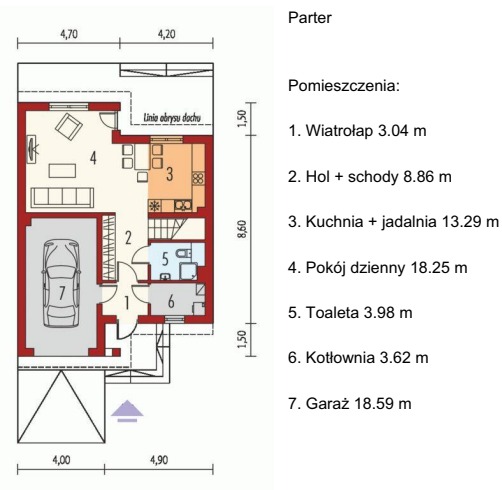 4,70
4,20
Linia obrysu dachu
1,50
4
3
8,60
2
5
7
1
6
1,50
4,00
4,90
Parter
Pomieszczenia:
1. Wiatrołap 3.04 m
2. Hol + schody 8.86 m
3. Kuchnia + jadalnia 13.29 m
4. Pokój dzienny 18.25 m
5. Toaleta 3.98 m
6. Kotłownia 3.62 m
7. Garaż 18.59 m